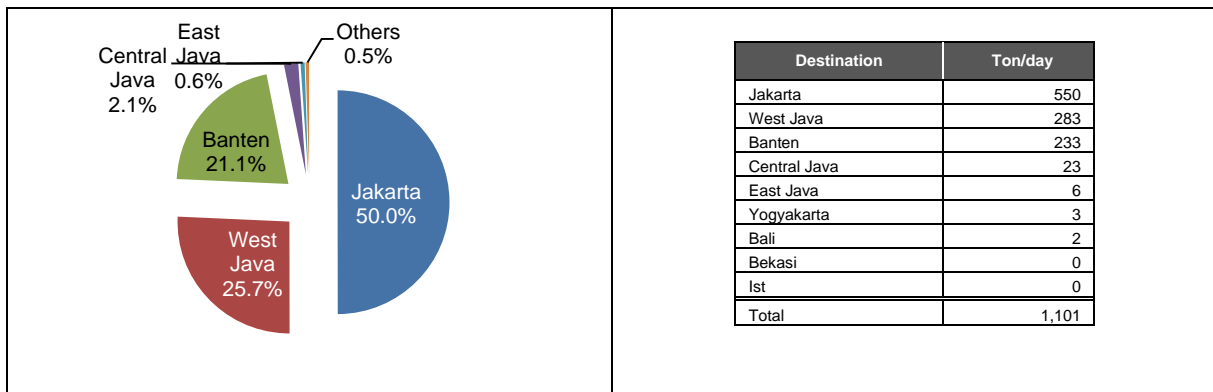 East
Java
0.6%
Central
Java
2.1%
Others
0.5%
Banten
21.1%
Jakarta
50.0%
West
Java
25.7%
Destination Ton/day
Jakarta 550
West Java 283
Banten 233
Central Java 23
East Java 6
Yogyakarta 3
Bali 2
Bekasi 0
Ist 0
Total 1,101